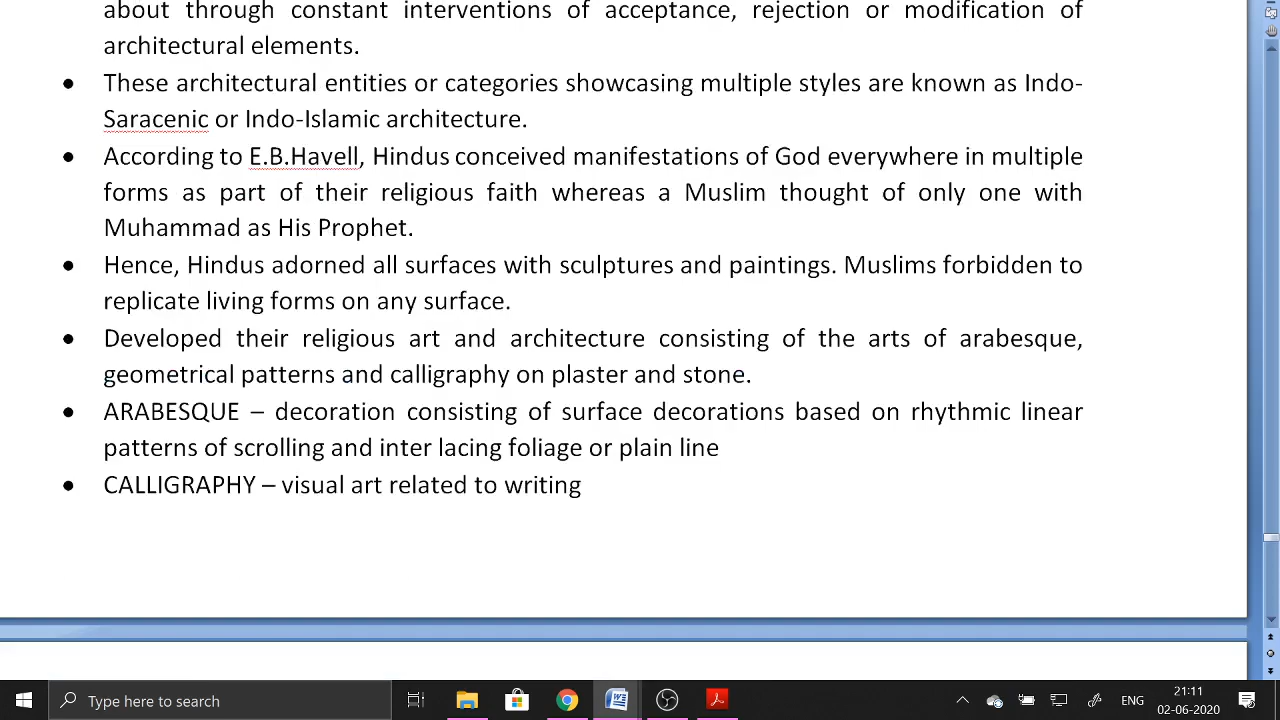 about through constant interventions of acceptance, rejection or modification of
architectural elements.
• These architectural entities or categories showcasing multiple styles are known as Indo-
Saracenic or Indo-Islamic architecture.
• According to E.B.Havell, Hindus conceived manifestations of God everywhere in multiple
forms as part of their religious faith whereas a Muslim thought of only one with
Muhammad as His Prophet.
• Hence, Hindus adorned all surfaces with sculptures and paintings. Muslims forbidden to
replicate living forms on any surface.
• Developed their religious art and architecture consisting of the arts of arabesque,
geometrical patterns and calligraphy on plaster and stone.
• ARABESQUE – decoration consisting of surface decorations based on rhythmic linear
patterns of scrolling and inter lacing foliage or plain line
• CALLIGRAPHY – visual art related to writing
Type here to search
ENG
21:11
02-06-2020